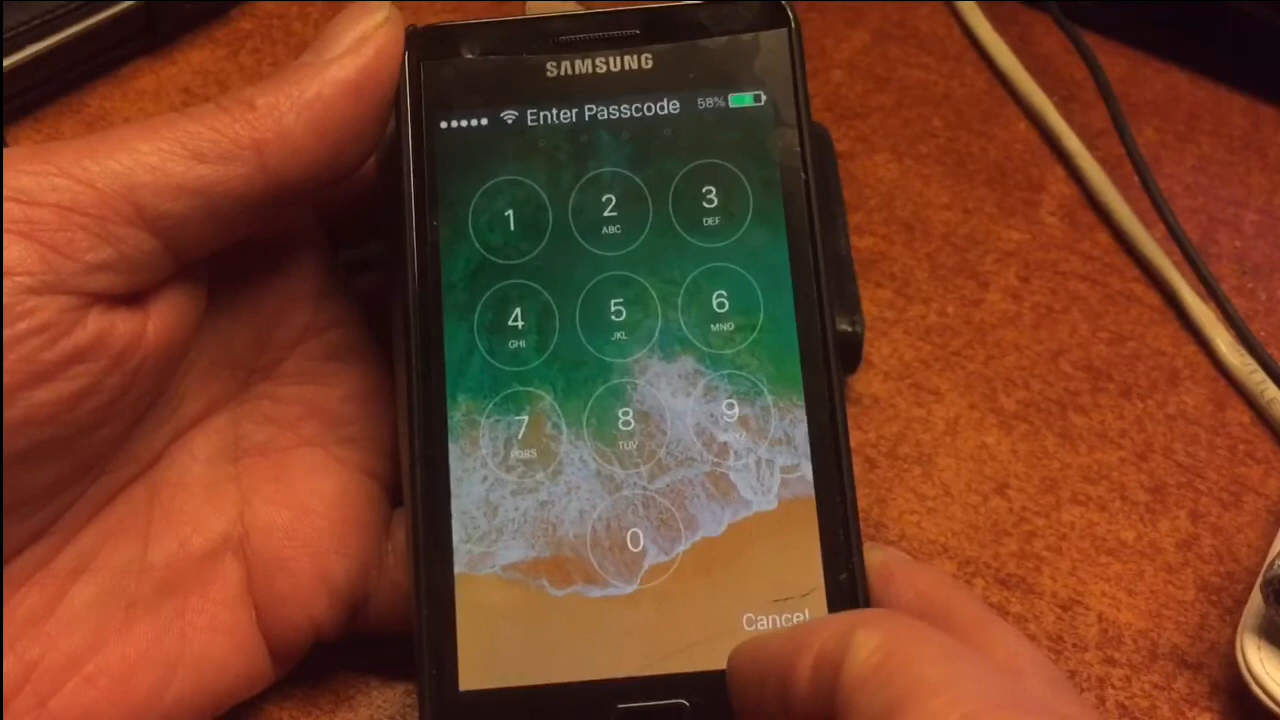 SAMSUNG
Enter Passcode 58%
1 2 3
ABC DEF
4 5 6
GHI JKL MNO
7 8 9
PQRS TUV WXYZ
0
Cancel